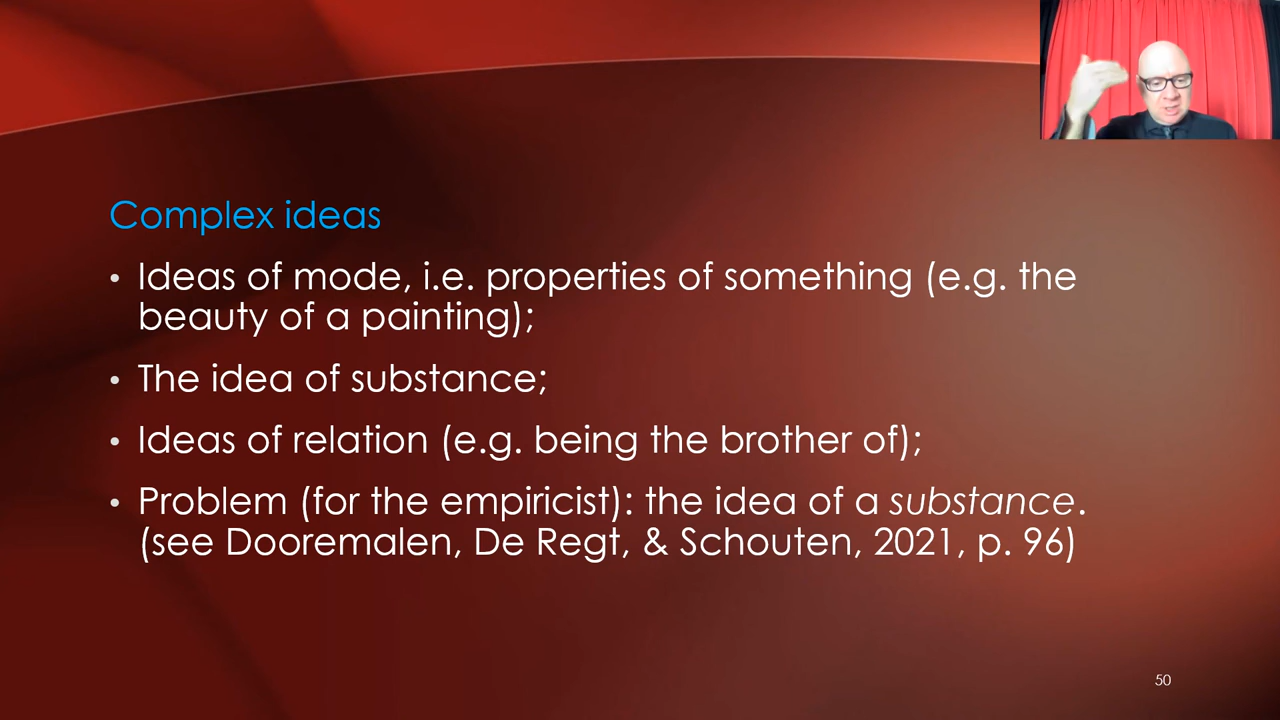 Complex ideas
• Ideas of mode, i.e. properties of something (e.g. the
beauty of a painting);
• The idea of substance;
• Ideas of relation (e.g. being the brother of);
• Problem (for the empiricist): the idea of a substance.
(see Dooremalen, De Regt, & Schouten, 2021, p. 96)
50